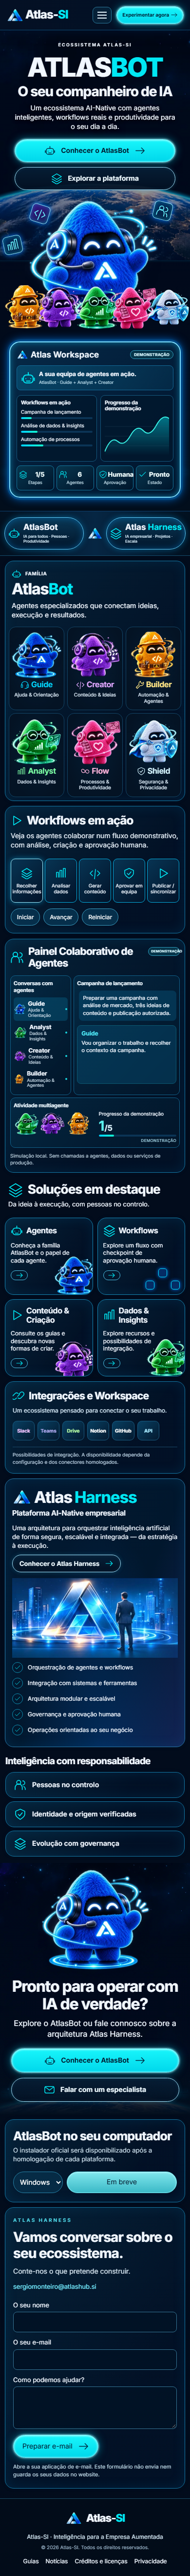 Atlas-SI
Experimentar agora
ECOSSISTEMA ATLAS-SI
ATLASBOT
O seu companheiro de IA
Um ecossistema AI-Native com agentes
inteligentes, workflows reais e produtividade para
o seu dia a dia.
Conhecer o AtlasBot
Explorar a plataforma
Atlas Workspace
DEMONSTRAÇÃO
A sua equipa de agentes em ação.
AtlasBot · Guide + Analyst + Creator
Workflows em ação
Campanha de lançamento
Análise de dados & Insights
Automação de processos
Progresso da
demonstração
1/5
Etapas
6
Agentes
Humana
Aprovação
Pronto
Estado
AtlasBot
IA para todos · Pessoas ·
Produtividade
Atlas Harness
IA empresarial · Projetos ·
Escala
FAMÍLIA
AtlasBot
Agentes especializados que conectam ideias,
execução e resultados.
Guide
Ajuda & Orientação
Creator
Conteúdo & Ideias
Builder
Automação &
Agentes
Analyst
Dados & Insights
Flow
Processos &
Produtividade
Shield
Segurança &
Privacidade
Workflows em ação
Veja os agentes colaborar num fluxo demonstrativo,
com análise, criação e aprovação humana.
Recolher
informações
Analisar
dados
Gerar
conteúdo
Aprovar em
equipa
Publicar /
sincronizar
Iniciar
Avançar
Reiniciar
Painel Colaborativo de
Agentes
DEMONSTRAÇÃO
Conversas com
agentes
Guide
Ajuda &
Orientação
Analyst
Dados &
Insights
Creator
Conteúdo &
Ideias
Builder
Automação &
Agentes
Campanha de lançamento
Prepara uma campanha com
análise de mercado, três ideias de
conteúdo e publicação autorizada.
Guide
Vou organizar o trabalho e recolher
o contexto da campanha.
Atividade multiagente
Progresso da demonstração
1/5
DEMONSTRAÇÃO
Simulação local. Sem chamadas a agentes, dados ou serviços de
produção.
Soluções em destaque
Da ideia à execução, com pessoas no controlo.
Agentes
Conheça a família
AtlasBot e o papel de
cada agente.
Workflows
Explore um fluxo com
checkpoint de
aprovação humana.
Conteúdo &
Criação
Consulte os guias e
descubra novas
formas de criar.
Dados &
Insights
Explore recursos e
possibilidades de
integração.
Integrações e Workspace
Um ecossistema pensado para conectar o seu trabalho.
Slack
Teams
Drive
Notion
GitHub
API
Possibilidades de integração. A disponibilidade depende da
configuração e dos conectores homologados.
Atlas Harness
Plataforma AI-Native empresarial
Uma arquitetura para orquestrar inteligência artificial
de forma segura, escalável e integrada — da estratégia
à execução.
Conhecer o Atlas Harness
Orquestração de agentes e workflows
Integração com sistemas e ferramentas
Arquitetura modular e escalável
Governança e aprovação humana
Operações orientadas ao seu negócio
Inteligência com responsabilidade
Pessoas no controlo
Identidade e origem verificadas
Evolução com governança
Pronto para operar com
IA de verdade?
Explore o AtlasBot ou fale connosco sobre a
arquitetura Atlas Harness.
Conhecer o AtlasBot
Falar com um especialista
AtlasBot no seu computador
O instalador oficial será disponibilizado após a
homologação de cada plataforma.
Windows
Em breve
ATLAS HARNESS
Vamos conversar sobre o
seu ecossistema.
Conte-nos o que pretende construir.
sergiomonteiro@atlashub.si
O seu nome
O seu e-mail
Como podemos ajudar?
Preparar e-mail
Abre a sua aplicação de e-mail. Este formulário não envia nem
guarda os seus dados no website.
Atlas-SI
Atlas-SI · Inteligência para a Empresa Aumentada
© 2026 Atlas-SI. Todos os direitos reservados.
Guias
Notícias
Créditos e licenças
Privacidade